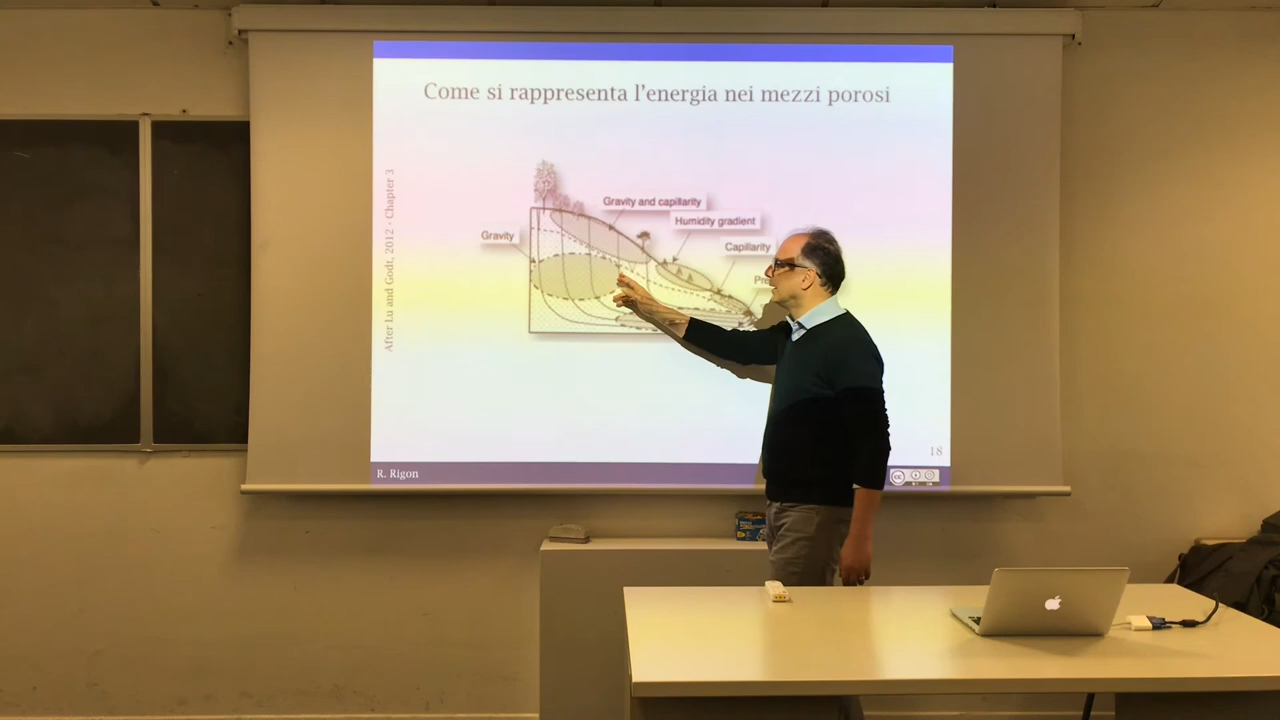 Come si rappresenta l'energia nei mezzi porosi
After Lu and Godt, 2012 - Chapter 3
Gravity and capillarity
Humidity gradient
Gravity
Capillarity
18
R. Rigon
cc